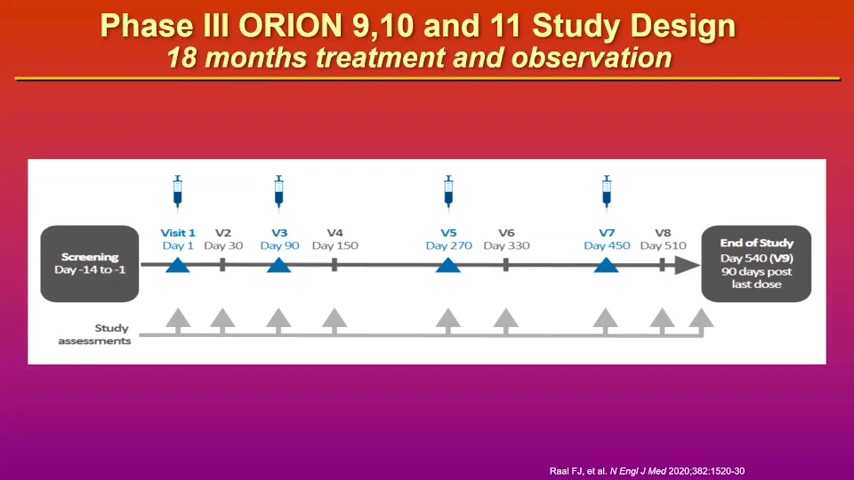 Phase III ORION 9,10 and 11 Study Design
18 months treatment and observation
Visit 1 V2 V3 V4 V5 V6 V7 V8
Day 1 Day 30 Day 90 Day 150 Day 270 Day 330 Day 450 Day 510
Screening
Day -14 to -1
End of Study
Day 540 (V9)
90 days post
last dose
Study
assessments
Raal FJ, et al. N Engl J Med 2020;382:1520-30